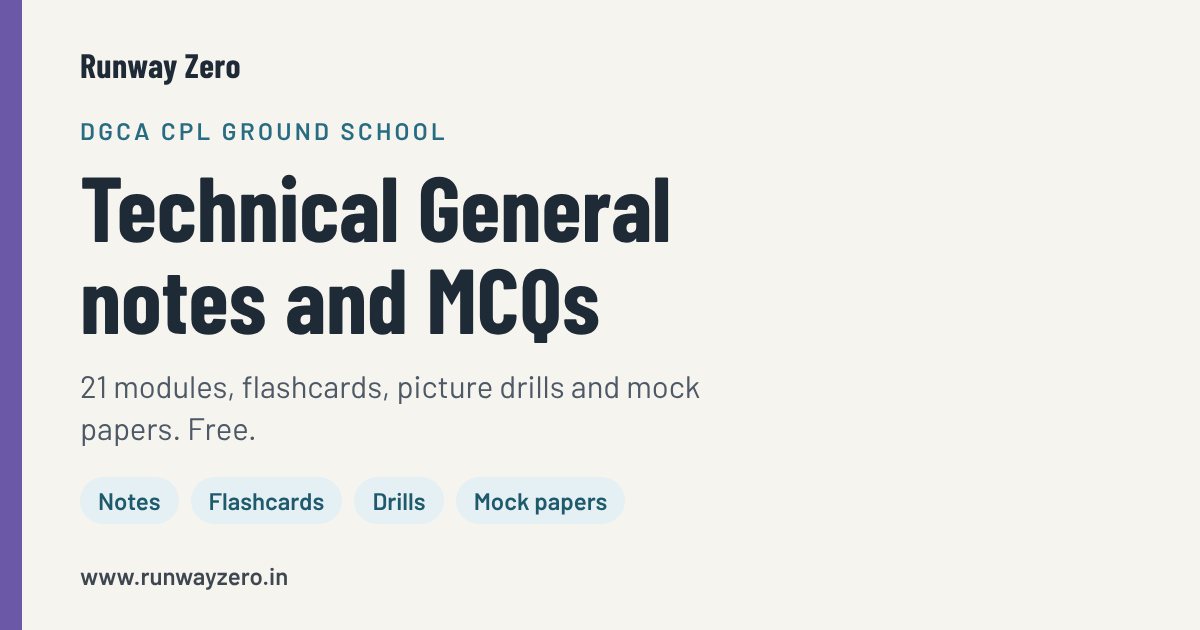 Runway Zero
DGCA CPL GROUND SCHOOL
Technical General
notes and MCQs
21 modules, flashcards, picture drills and mock
papers. Free.
Notes Flashcards Drills Mock papers
www.runwayzero.in